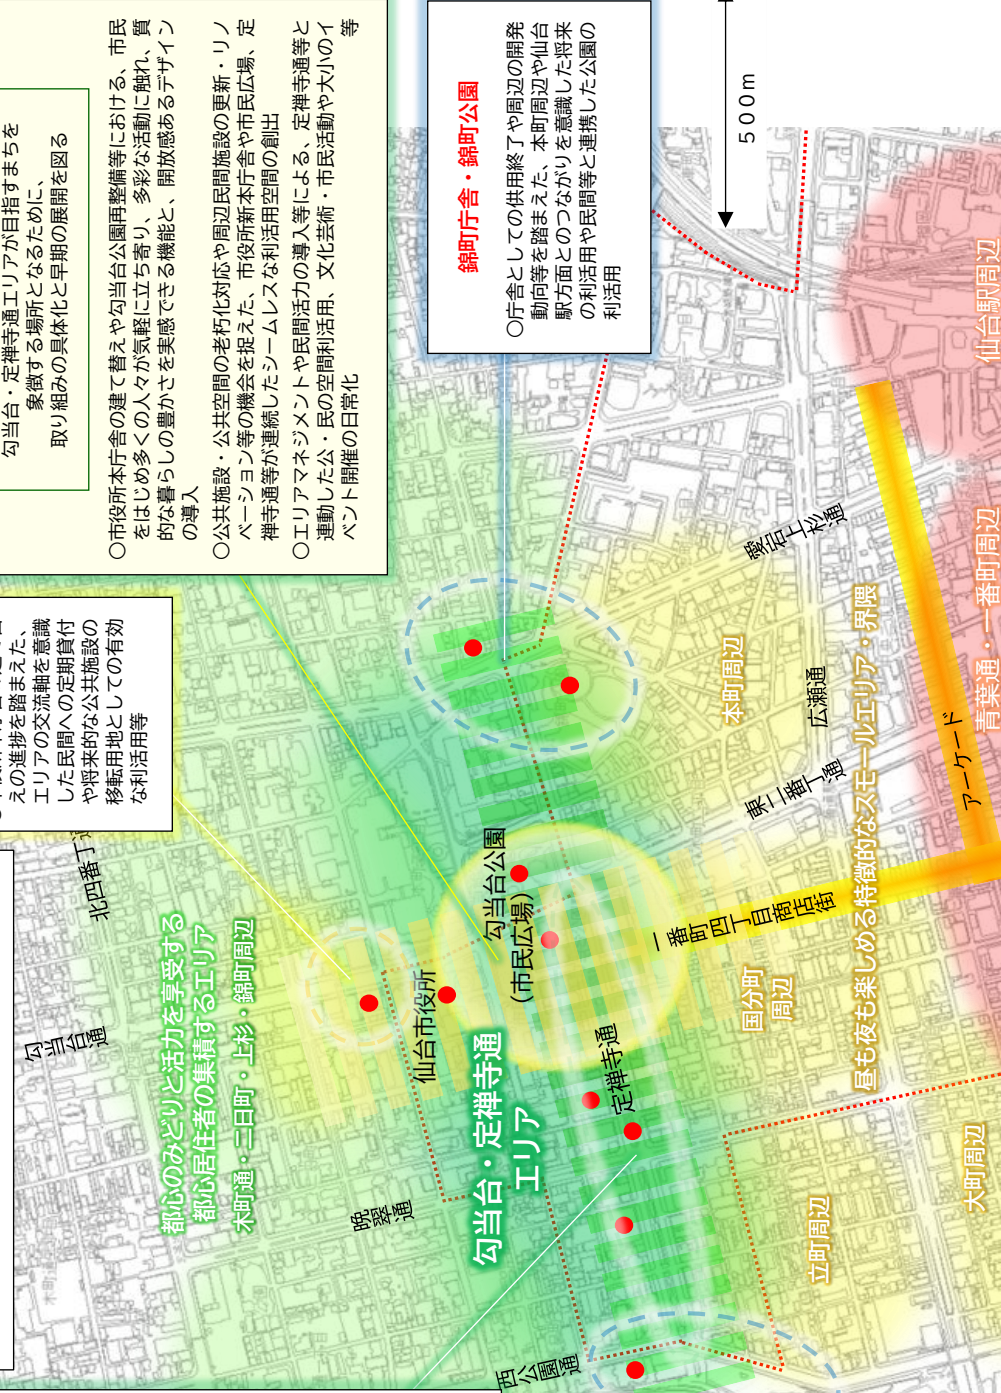 勾当台・定禅寺通エリアが目指すまちを
象徴する場所となるために、
取り組みの具体化と早期の展開を図る
〇市役所本庁舎の建て替えや勾当台公園再整備等における、市民
をはじめ多くの人々が気軽に立ち寄り、多彩な活動に触れ、質
的な暮らしの豊かさを実感できる機能と、開放感あるデザイン
の導入
〇公共施設・公共空間の老朽化対応や周辺民間施設の更新・リノ
ベーション等の機会を捉えた、市役所新本庁舎や市民広場、定
禅寺通等が連続したシームレスな利活用空間の創出
〇エリアマネジメントや民間活力の導入等による、定禅寺通等と
連動した公・民の空間利活用、文化芸術・市民活動や大小のイ
ベント開催の日常化 等
錦町庁舎・錦町公園
〇庁舎としての供用終了や周辺の開発
動向等を踏まえた、本町周辺や仙台
駅方面とのつながりを意識した将来
の利活用や民間等と連携した公園の
利活用
500m
えの進捗を踏まえた、
エリアの交流軸を意識
した民間への定期貸付
や将来的な公共施設の
移転用地としての有効
な利活用等
北四番丁通
勾当台通
都心のみどりと活力を享受する
都心居住者の集積するエリア
木町通・二日町・上杉・錦町周辺
晩翠通
仙台市役所
勾当台公園
(市民広場)
勾当台・定禅寺通
エリア
定禅寺通
西公園通
愛宕上杉通
本町周辺
広瀬通
東二番丁通
一番町四丁目商店街
国分町
周辺
昼も夜も楽しめる特徴的なスモールエリア・界隈
立町周辺
大町周辺
アーケード
青葉通・一番町周辺
仙台駅周辺